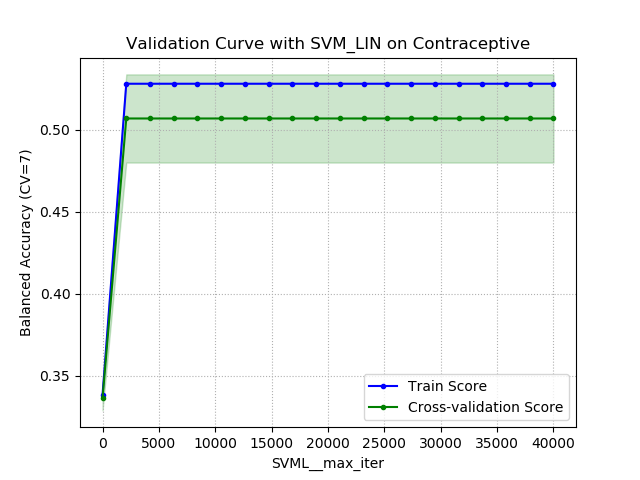 Validation Curve with SVM_LIN on Contraceptive
Balanced Accuracy (CV=7)
0.50
0.45
0.40
0.35
Train Score
Cross-validation Score
0 5000 10000 15000 20000 25000 30000 35000 40000
SVML__max_iter